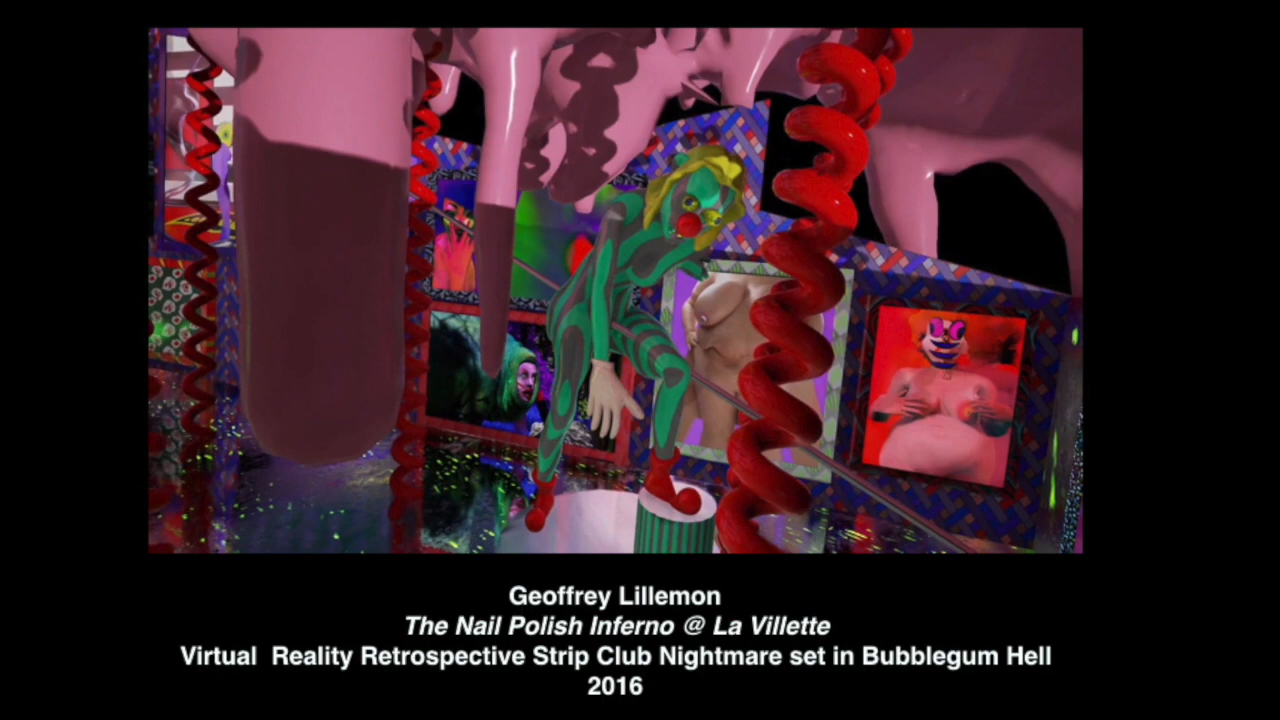 Geoffrey Lillemon
The Nail Polish Inferno @ La Villette
Virtual  Reality Retrospective Strip Club Nightmare set in Bubblegum Hell
2016